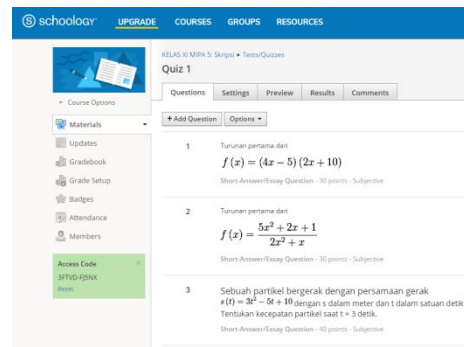 schoology
UPGRADE COURSES GROUPS RESOURCES
KELAS XI MIPA 5: Skripsi ▸ Tests/Quizzes
Quiz 1
Course Options
Questions Settings Preview Results Comments
Materials
Updates
Gradebook
Grade Setup
Badges
Attendance
Members
Access Code
3FTVD-FJ5NX
Reset
+ Add Question Options
1 Turunan pertama dari
f (x) = (4x − 5) (2x + 10)
Short-Answer/Essay Question - 30 points - Subjective
2 Turunan pertama dari
f (x) = (5x² + 2x + 1)/(2x² + x)
Short-Answer/Essay Question - 30 points - Subjective
3 Sebuah partikel bergerak dengan persamaan gerak
s(t) = 3t² − 5t + 10 dengan s dalam meter dan t dalam satuan detik
Tentukan kecepatan partikel saat t = 3 detik.
Short-Answer/Essay Question - 40 points - Subjective